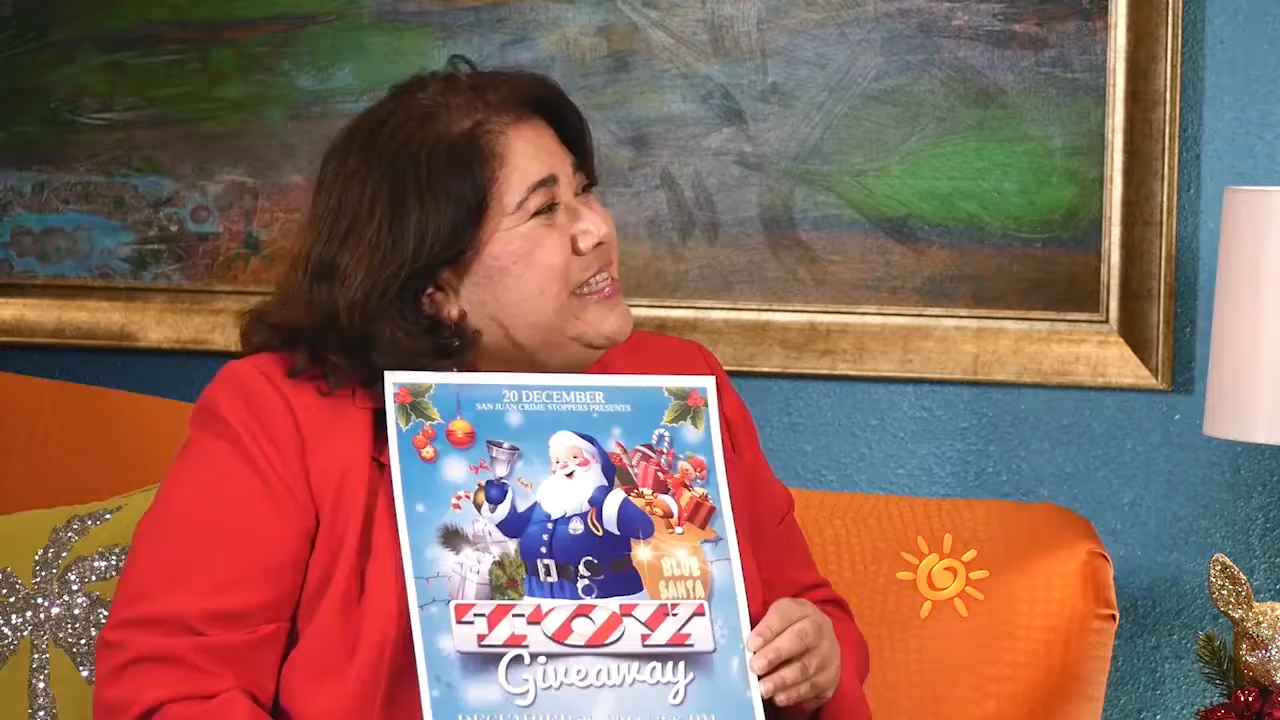 20 DECEMBER
SAN JUAN CRIME STOPPERS PRESENTS
BLUE
SANTA
TOY
Giveaway